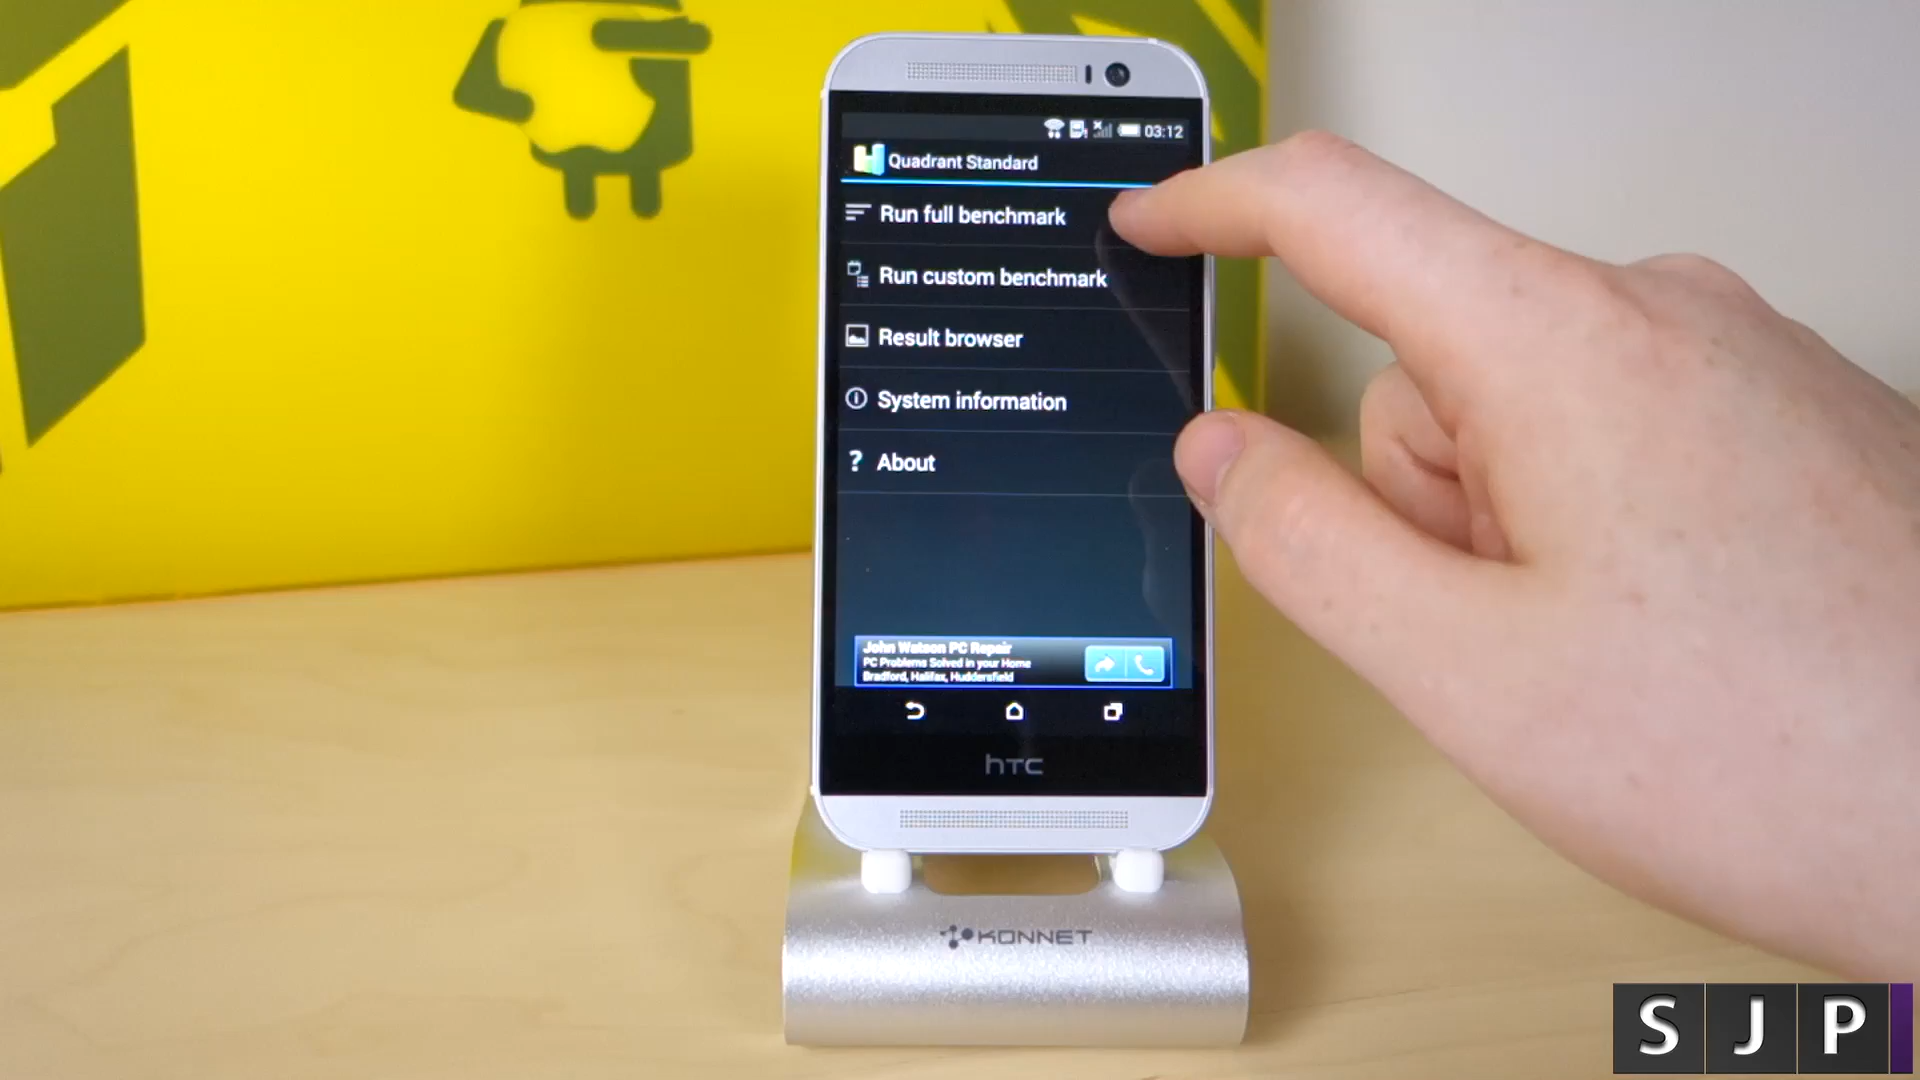 03:12
Quadrant Standard
Run full benchmark
Run custom benchmark
Result browser
System information
About
John Watson PC Repair
PC Problems Solved in your Home
Bradford, Halifax, Huddersfield
hTC
KONNET
SJP